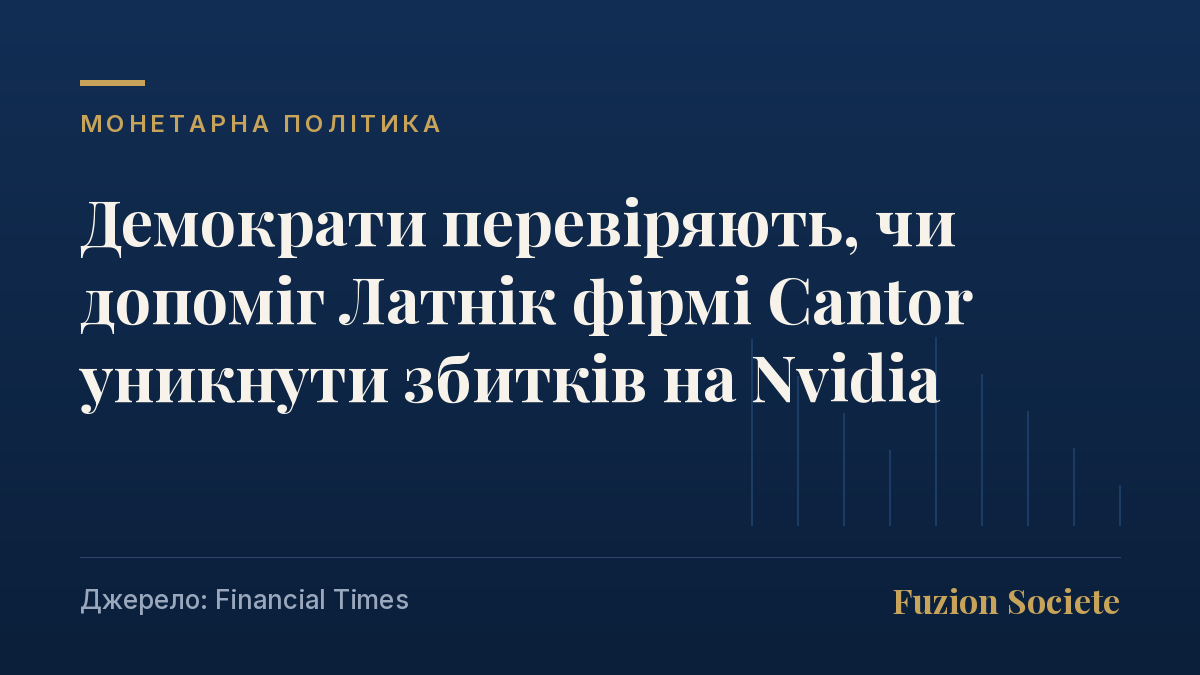 МОНЕТАРНА ПОЛІТИКА
Демократи перевіряють, чи
допоміг Латнік фірмі Cantor
уникнути збитків на Nvidia
Джерело: Financial Times
Fuzion Societe